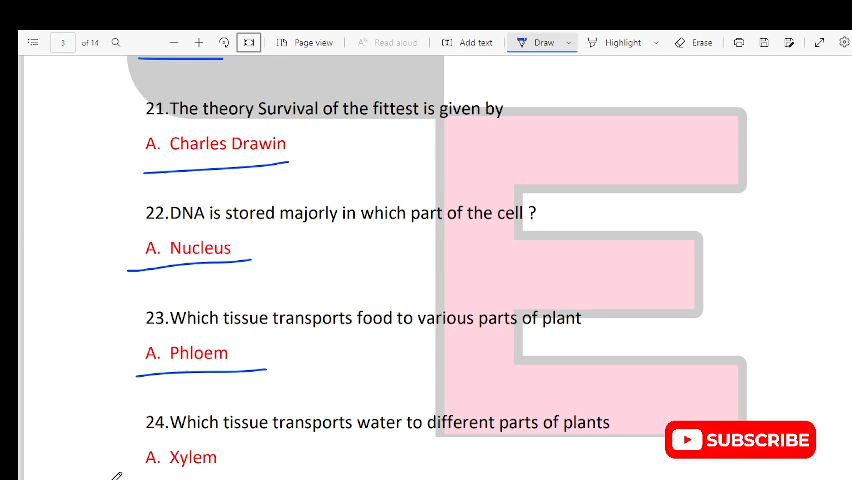 3 of 14 Page view Read aloud Add text Draw Highlight Erase
21.The theory Survival of the fittest is given by
A. Charles Drawin
22.DNA is stored majorly in which part of the cell ?
A. Nucleus
23.Which tissue transports food to various parts of plant
A. Phloem
24.Which tissue transports water to different parts of plants
A. Xylem
SUBSCRIBE
E